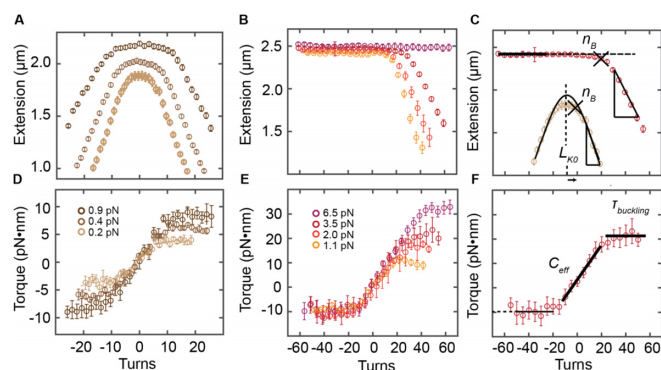 A
B
C
Extension (μm)
2.0
1.5
1.0
Extension (μm)
2.5
2.0
1.5
Extension (μm)
n_B
n_B
L_K0
D
E
F
Torque (pN•nm)
10
5
0
-5
-10
0.9 pN
0.4 pN
0.2 pN
-20 -10 0 10 20
Turns
Torque (pN•nm)
30
20
10
0
-10
6.5 pN
3.5 pN
2.0 pN
1.1 pN
-60 -40 -20 0 20 40 60
Turns
Torque (pN•nm)
τ_buckling
C_eff
-60 -40 -20 0 20 40 60
Turns